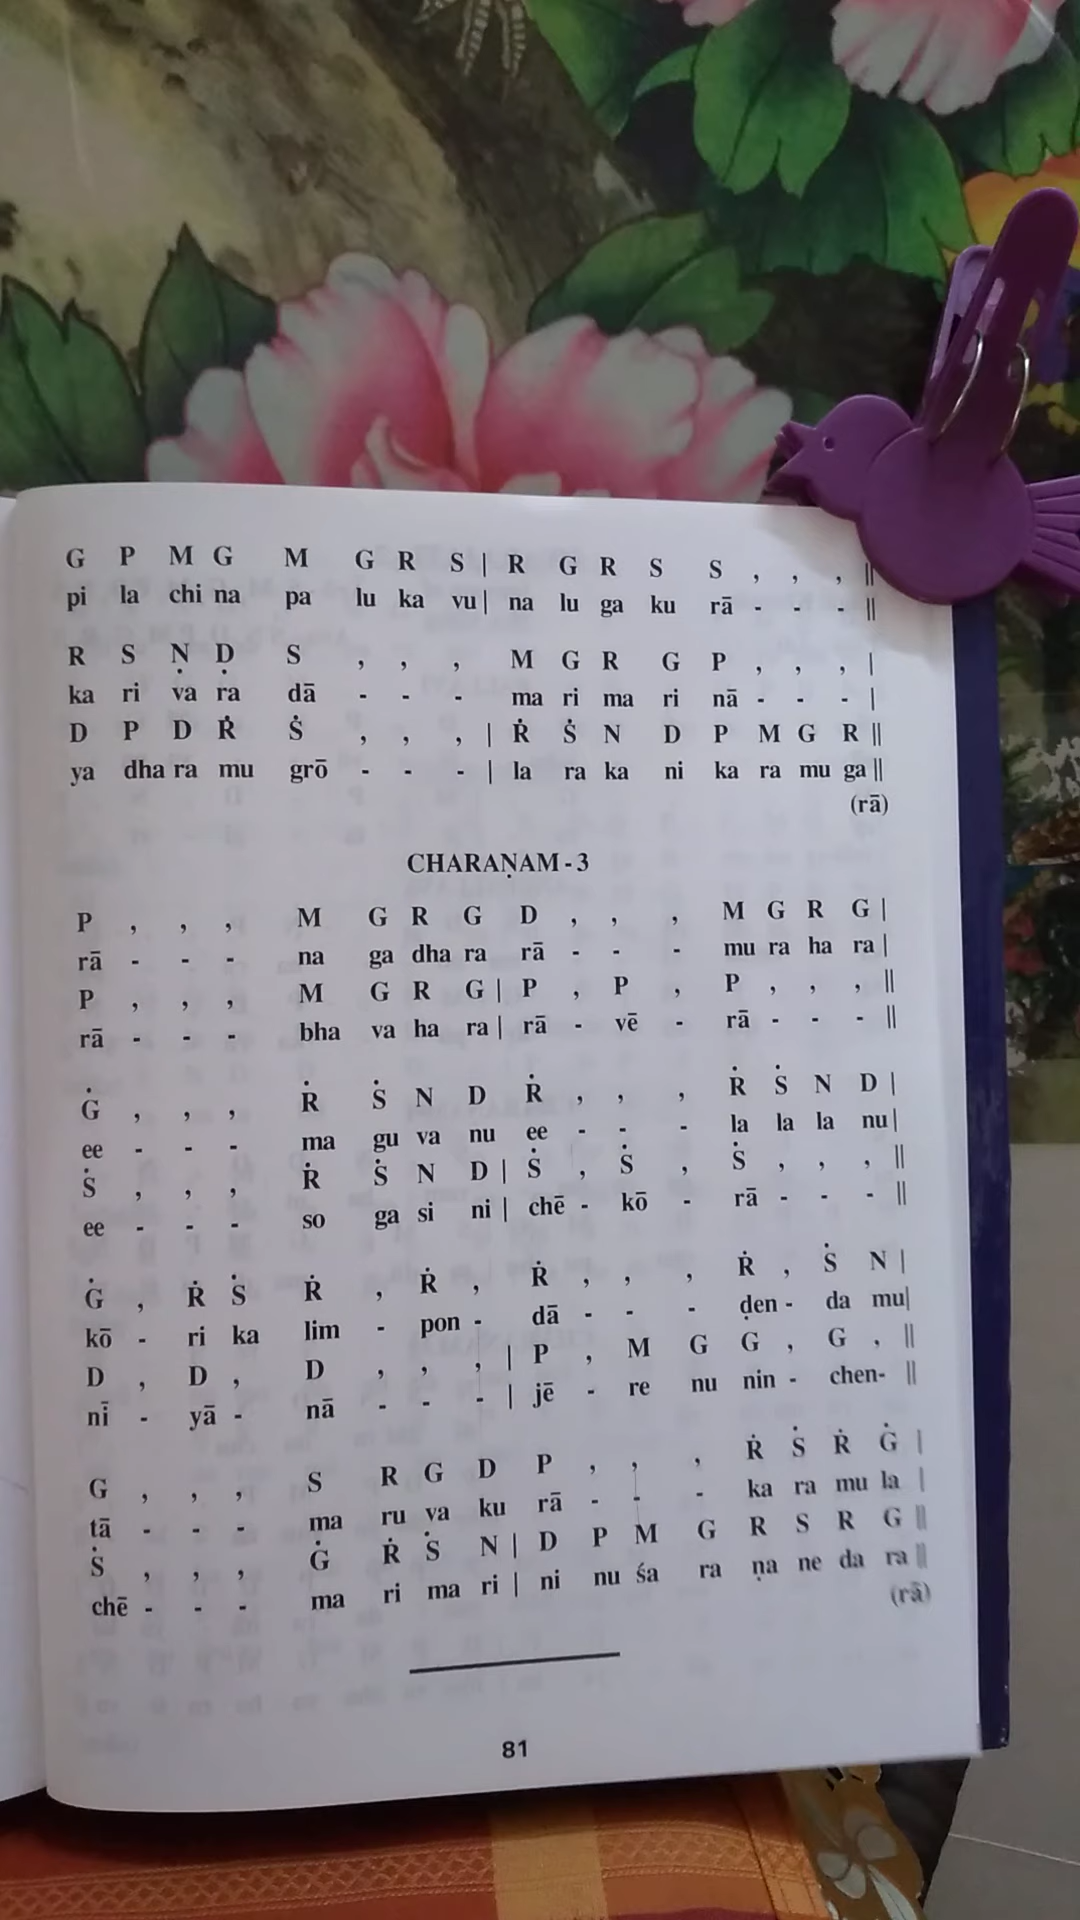 G P M G M G R S | R G R S S , , , ||
pi la chi na pa lu ka vu | na lu ga ku rā - - - ||
R S Ṇ Ḍ S , , , M G R G P , , , |
ka ri va ra dā - - - ma ri ma ri nā - - - |
D P D Ṙ Ṡ , , , | Ṙ Ṡ N D P M G R ||
ya dha ra mu grō - - - | la ra ka ni ka ra mu ga ||
(rā)
CHARAṆAM - 3
P , , , M G R G D , , , M G R G |
rā - - - na ga dha ra rā - - - mu ra ha ra |
P , , , M G R G | P , P , P , , , ||
rā - - - bha va ha ra | rā - vē - rā - - - ||
Ġ , , , Ṙ Ṡ N D Ṙ , , , Ṙ Ṡ N D |
ee - - - ma gu va nu ee - - - la la la nu |
Ṡ , , , Ṙ Ṡ N D | Ṡ , Ṡ , Ṡ , , , ||
ee - - - so ga si ni | chē - kō - rā - - - ||
Ġ , Ṙ Ṡ Ṙ , Ṙ , Ṙ , , , Ṙ , Ṡ N |
kō - ri ka lim - pon - dā - - - ḍen - da mu |
D , D , D , , , | P , M G G , G , ||
nī - yā - nā - - - | jē - re nu nin - chen- ||
G , , , S R G D P , , , Ṙ Ṡ Ṙ Ġ |
tā - - - ma ru va ku rā - - - ka ra mu la |
Ṡ , , , Ġ Ṙ Ṡ N | D P M G R S R G ||
chē - - - ma ri ma ri | ni nu śa ra ṇa ne da ra ||
(rā)
81